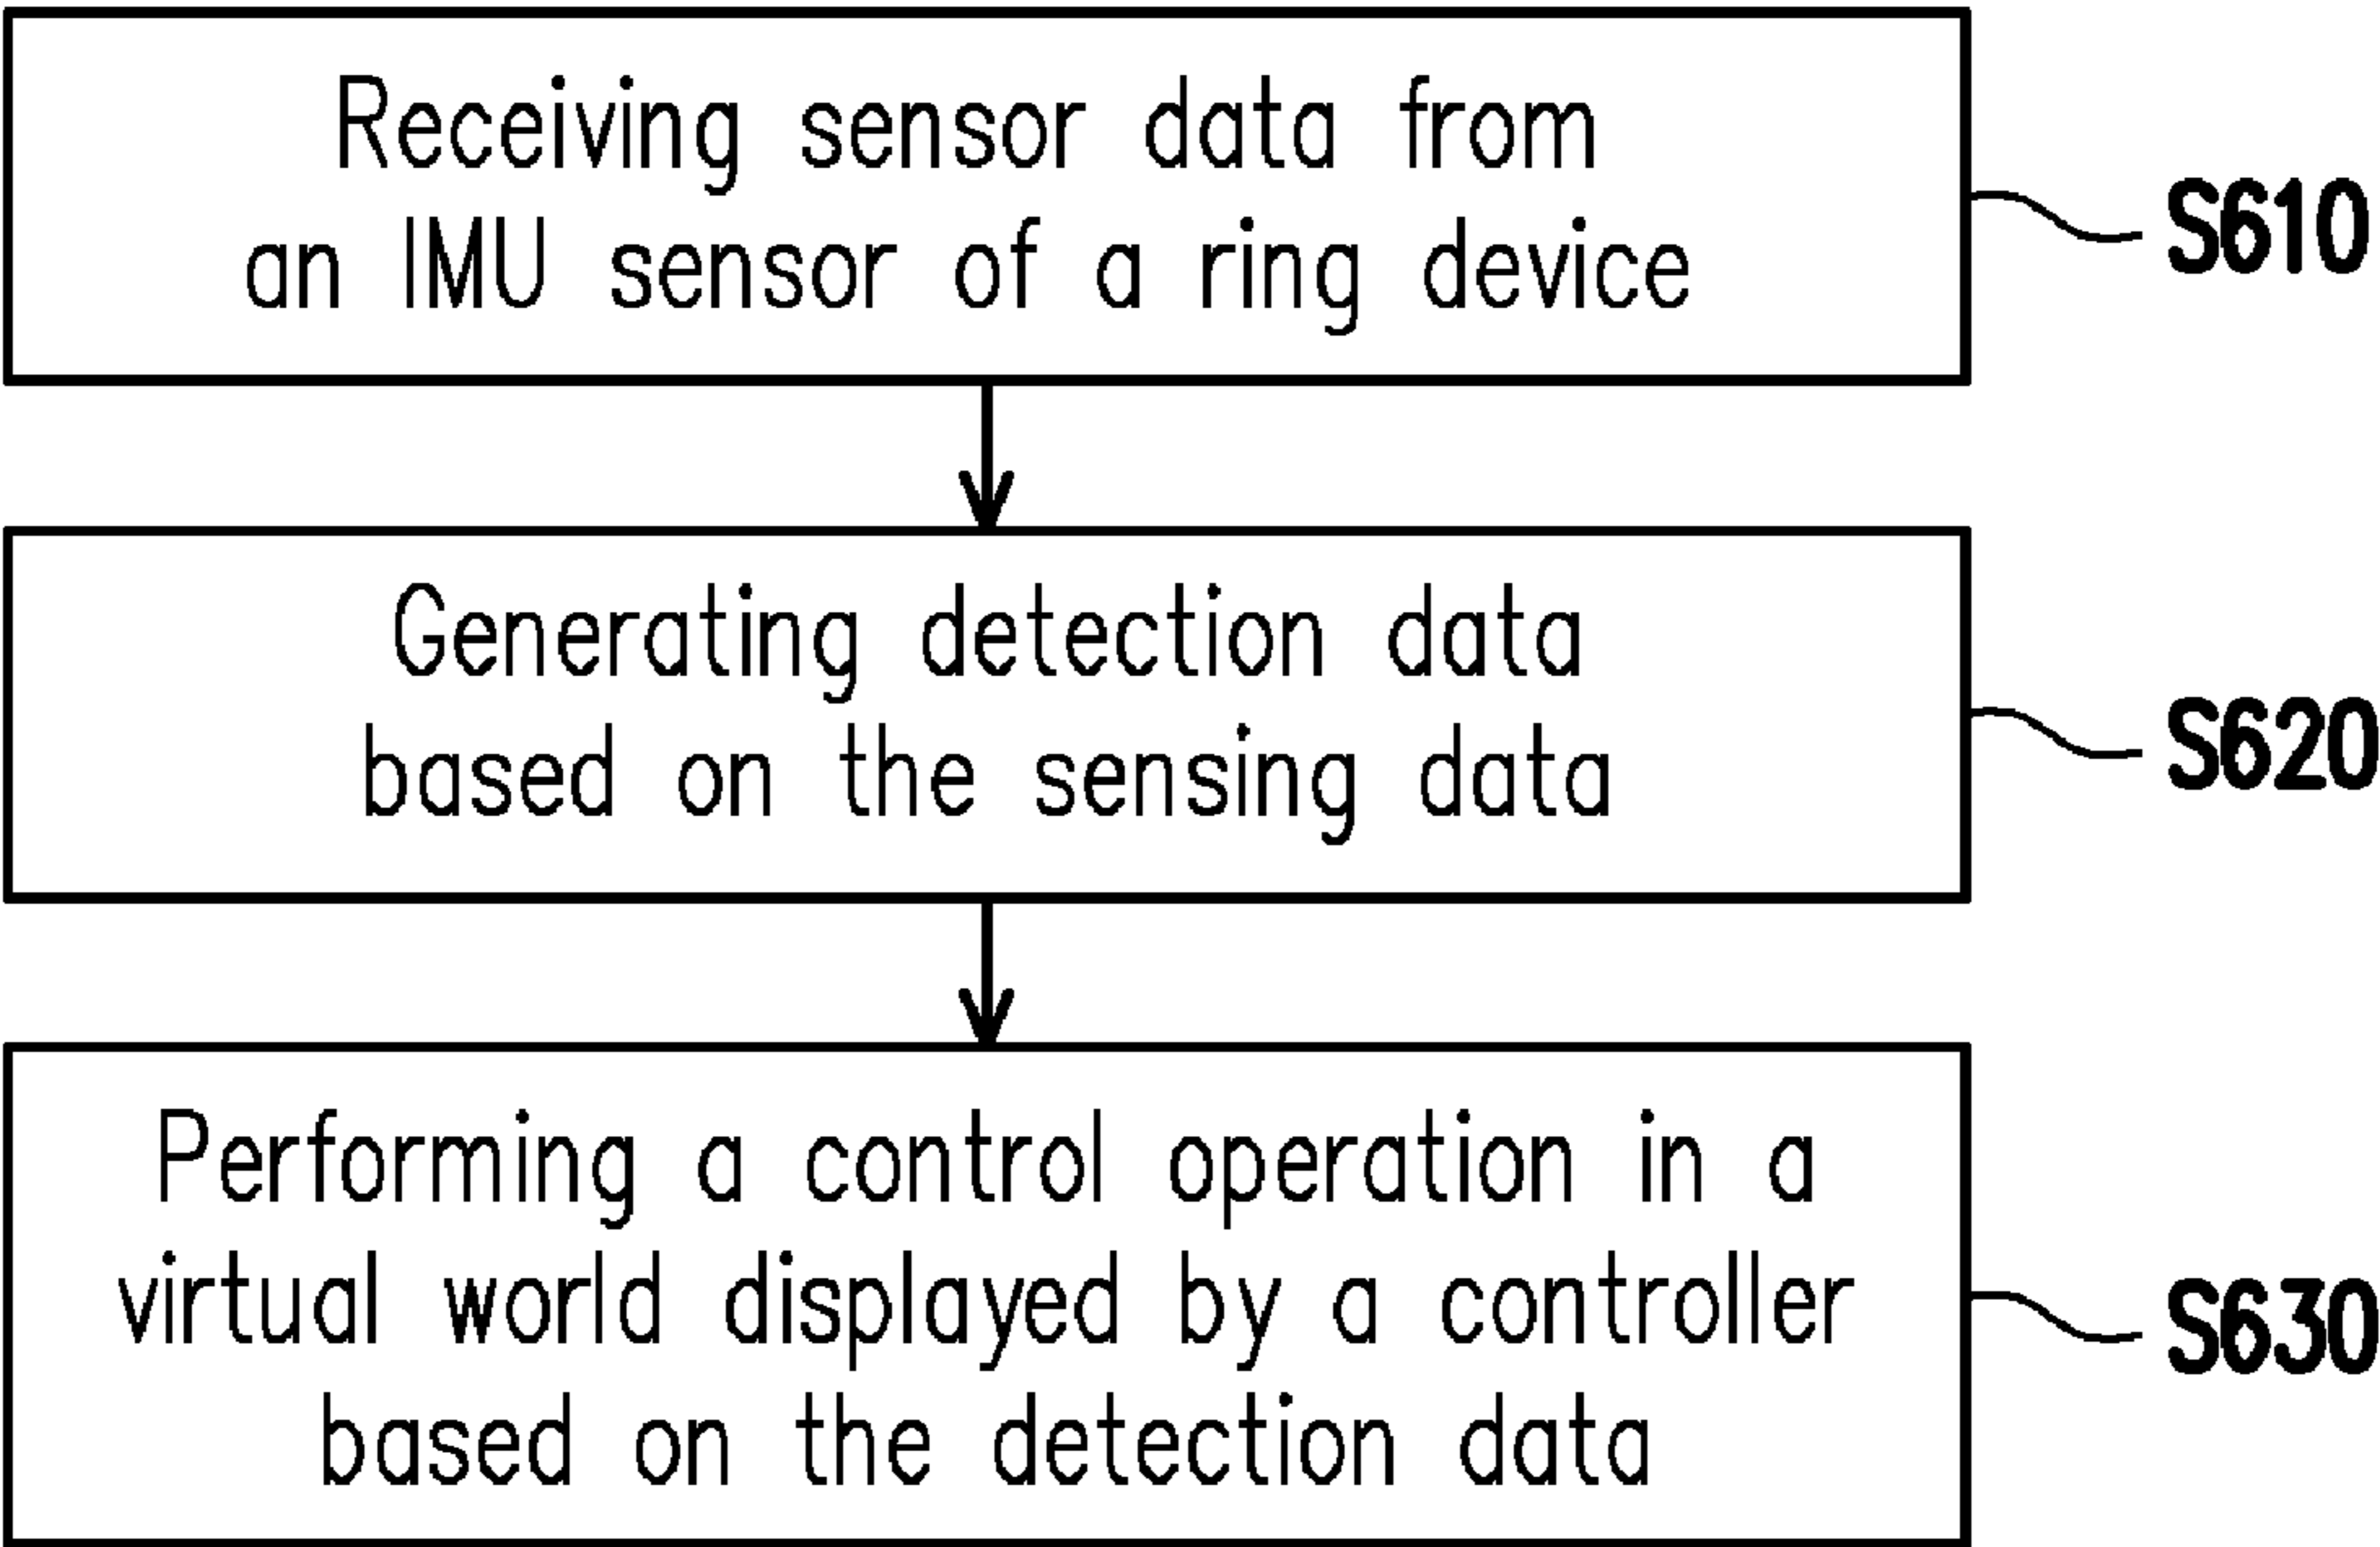 Receiving sensor data from
an IMU sensor of a ring device
S610
Generating detection data
based on the sensing data
S620
Performing a control operation in a
virtual world displayed by a controller
based on the detection data
S630